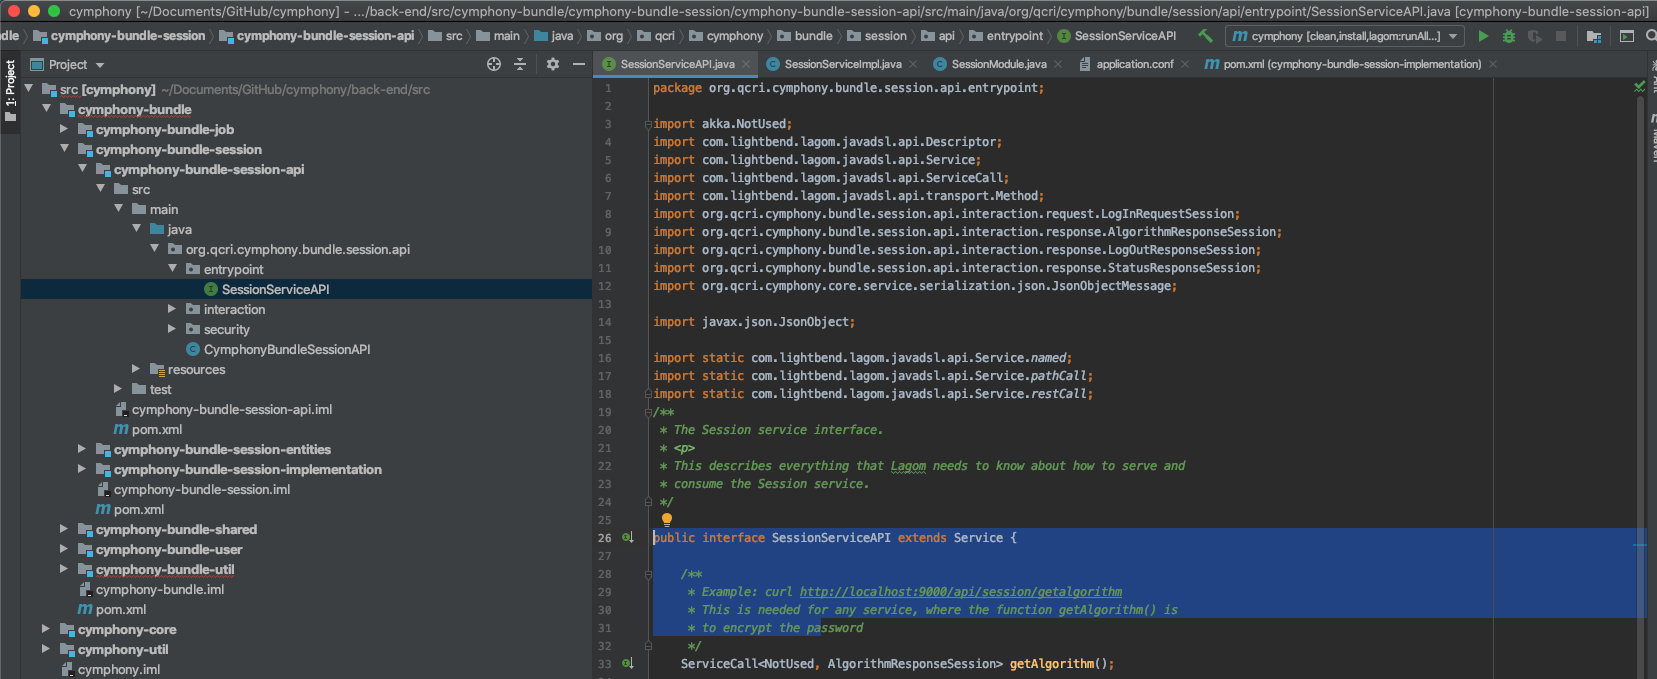 cymphony [~/Documents/GitHub/cymphony] - .../back-end/src/cymphony-bundle/cymphony-bundle-session/cymphony-bundle-session-api/src/main/java/org/qcri/cymphony/bundle/session/api/entrypoint/SessionServiceAPI.java [cymphony-bundle-session-api]
dle cymphony-bundle-session cymphony-bundle-session-api src main java org qcri cymphony bundle session api entrypoint SessionServiceAPI cymphony [clean,install,lagom:runAll...]
1: Project
Project
SessionServiceAPI.java SessionServiceImpl.java SessionModule.java application.conf pom.xml (cymphony-bundle-session-implementation)
src [cymphony] ~/Documents/GitHub/cymphony/back-end/src
cymphony-bundle
cymphony-bundle-job
cymphony-bundle-session
cymphony-bundle-session-api
src
main
java
org.qcri.cymphony.bundle.session.api
entrypoint
SessionServiceAPI
interaction
security
CymphonyBundleSessionAPI
resources
test
cymphony-bundle-session-api.iml
pom.xml
cymphony-bundle-session-entities
cymphony-bundle-session-implementation
cymphony-bundle-session.iml
pom.xml
cymphony-bundle-shared
cymphony-bundle-user
cymphony-bundle-util
cymphony-bundle.iml
pom.xml
cymphony-core
cymphony-util
cymphony.iml
1 package org.qcri.cymphony.bundle.session.api.entrypoint;
2
3 import akka.NotUsed;
4 import com.lightbend.lagom.javadsl.api.Descriptor;
5 import com.lightbend.lagom.javadsl.api.Service;
6 import com.lightbend.lagom.javadsl.api.ServiceCall;
7 import com.lightbend.lagom.javadsl.api.transport.Method;
8 import org.qcri.cymphony.bundle.session.api.interaction.request.LogInRequestSession;
9 import org.qcri.cymphony.bundle.session.api.interaction.response.AlgorithmResponseSession;
10 import org.qcri.cymphony.bundle.session.api.interaction.response.LogOutResponseSession;
11 import org.qcri.cymphony.bundle.session.api.interaction.response.StatusResponseSession;
12 import org.qcri.cymphony.core.service.serialization.json.JsonObjectMessage;
13
14 import javax.json.JsonObject;
15
16 import static com.lightbend.lagom.javadsl.api.Service.named;
17 import static com.lightbend.lagom.javadsl.api.Service.pathCall;
18 import static com.lightbend.lagom.javadsl.api.Service.restCall;
19 /**
20 * The Session service interface.
21 * <p>
22 * This describes everything that Lagom needs to know about how to serve and
23 * consume the Session service.
24 */
25
26 public interface SessionServiceAPI extends Service {
27
28 /**
29 * Example: curl http://localhost:9000/api/session/getalgorithm
30 * This is needed for any service, where the function getAlgorithm() is
31 * to encrypt the password
32 */
33 ServiceCall<NotUsed, AlgorithmResponseSession> getAlgorithm();